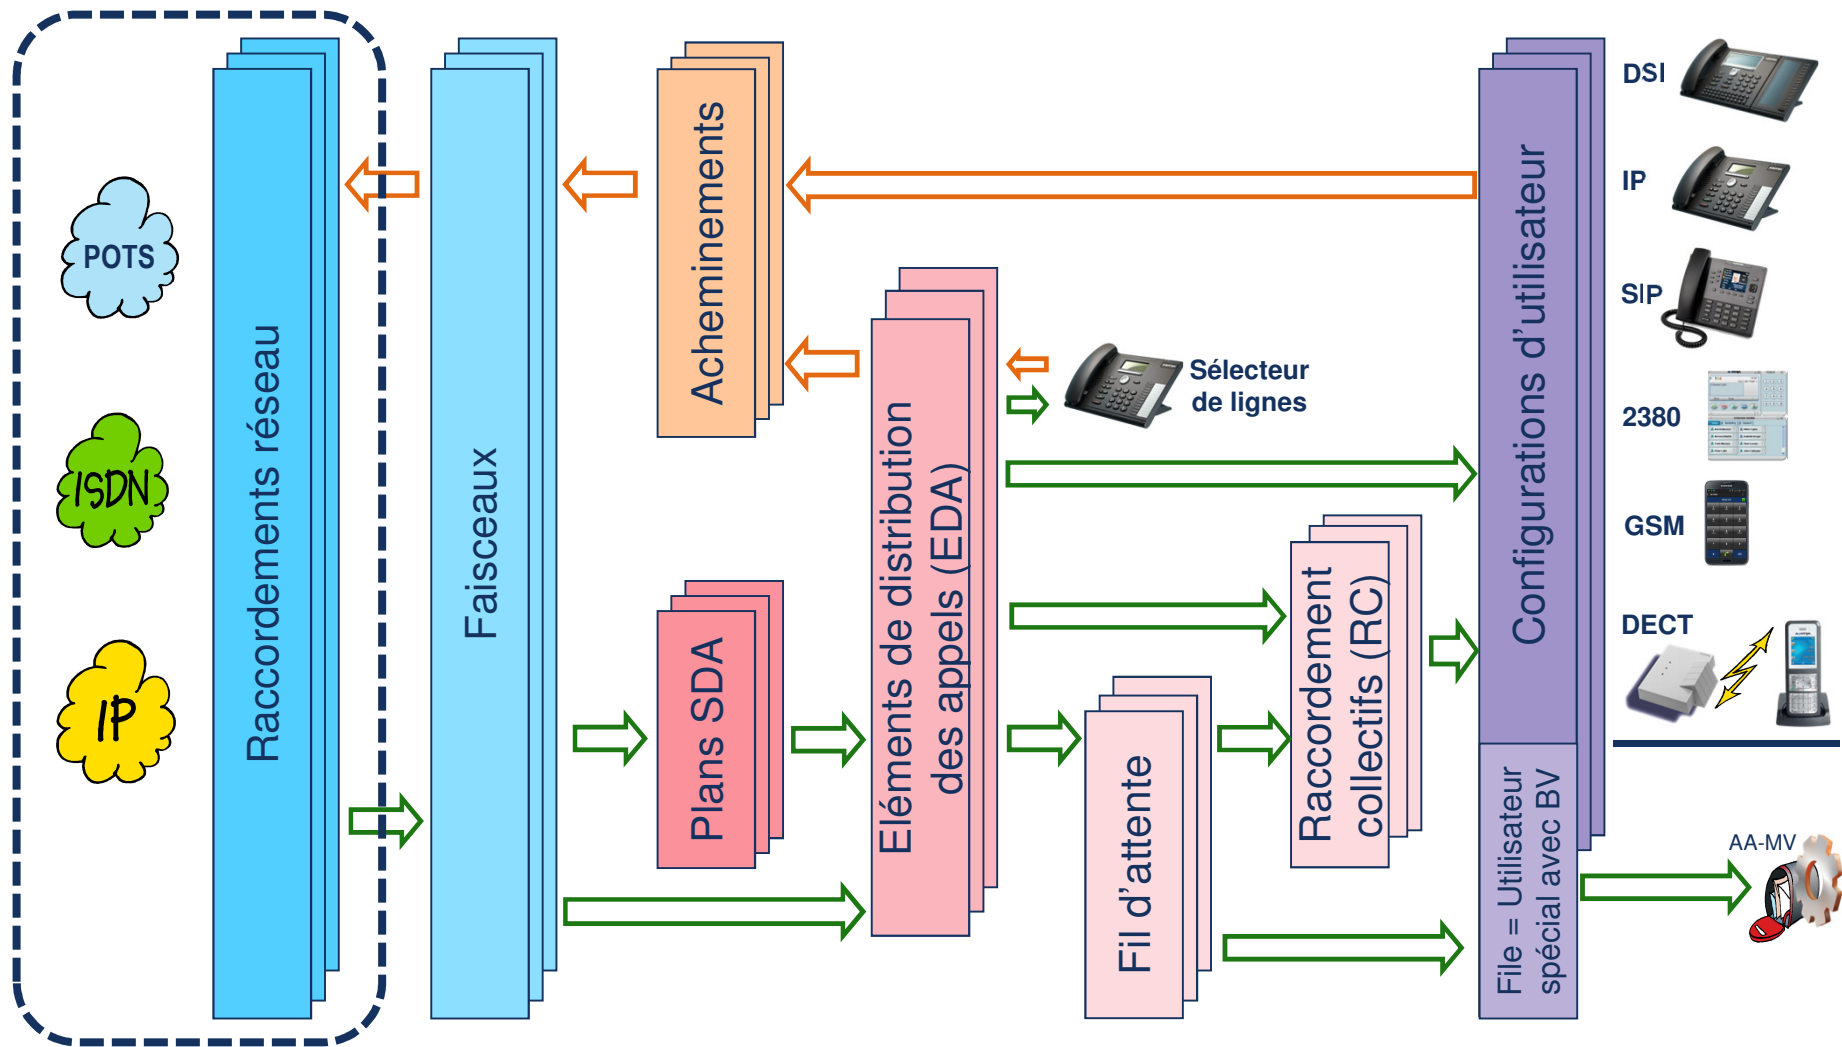 POTS
ISDN
IP
Raccordements réseau
Faisceaux
Acheminements
Plans SDA
Eléments de distribution
des appels (EDA)
Sélecteur
de lignes
Fil d'attente
Raccordement
collectifs (RC)
Configurations d'utilisateur
File = Utilisateur
spécial avec BV
DSI
IP
SIP
2380
GSM
DECT
AA-MV